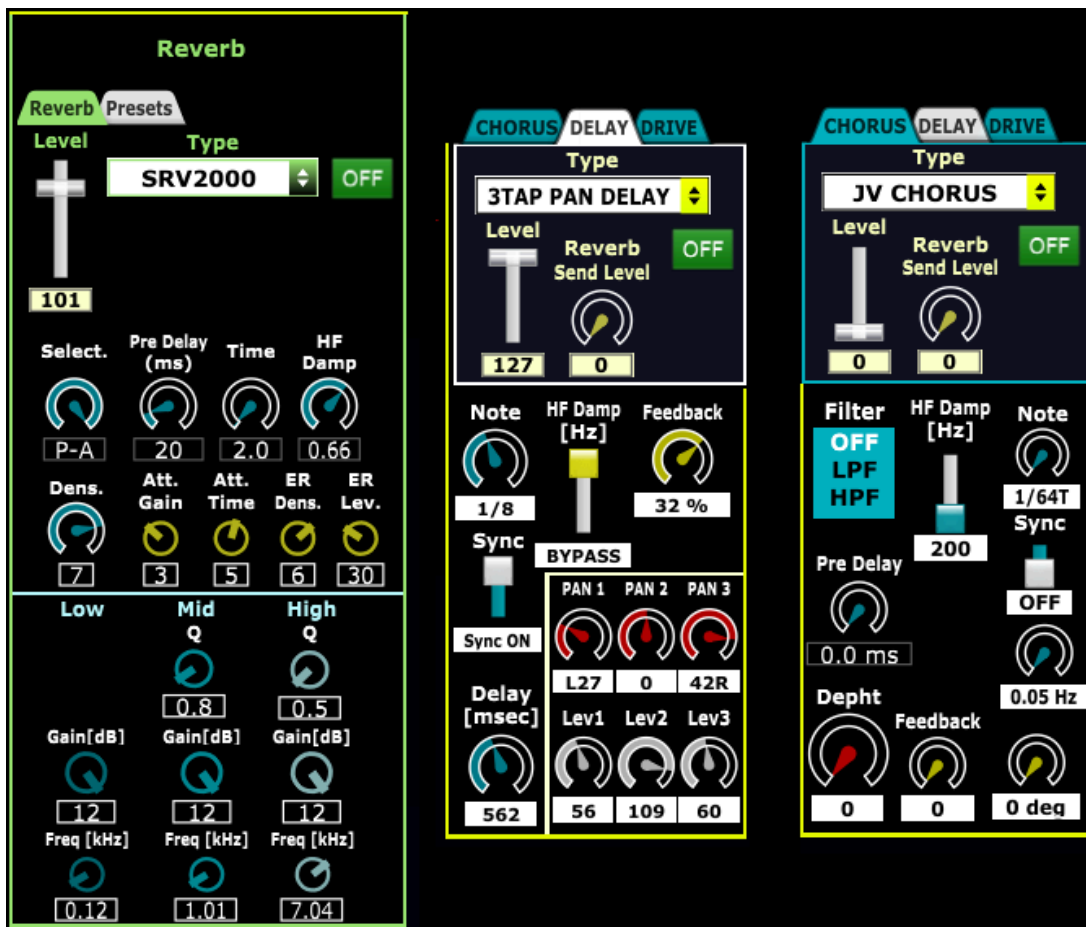 Reverb
Reverb Presets
Level Type
SRV2000 OFF
101
Select. Pre Delay (ms) Time HF Damp
P-A 20 2.0 0.66
Dens. Att. Gain Att. Time ER Dens. ER Lev.
7 3 5 6 30
Low Mid High
Q Q
0.8 0.5
Gain[dB] Gain[dB] Gain[dB]
12 12 12
Freq [kHz] Freq [kHz] Freq [kHz]
0.12 1.01 7.04
CHORUS DELAY DRIVE
Type
3TAP PAN DELAY
Level Reverb Send Level OFF
127 0
Note HF Damp [Hz] Feedback
1/8 32 %
Sync BYPASS
PAN 1 PAN 2 PAN 3
Sync ON
L27 0 42R
Delay [msec] Lev1 Lev2 Lev3
562 56 109 60
CHORUS DELAY DRIVE
Type
JV CHORUS
Level Reverb Send Level OFF
0 0
Filter HF Damp [Hz] Note
OFF
LPF
HPF
1/64T
200 Sync
Pre Delay OFF
0.0 ms
0.05 Hz
Depht Feedback
0 0 0 deg